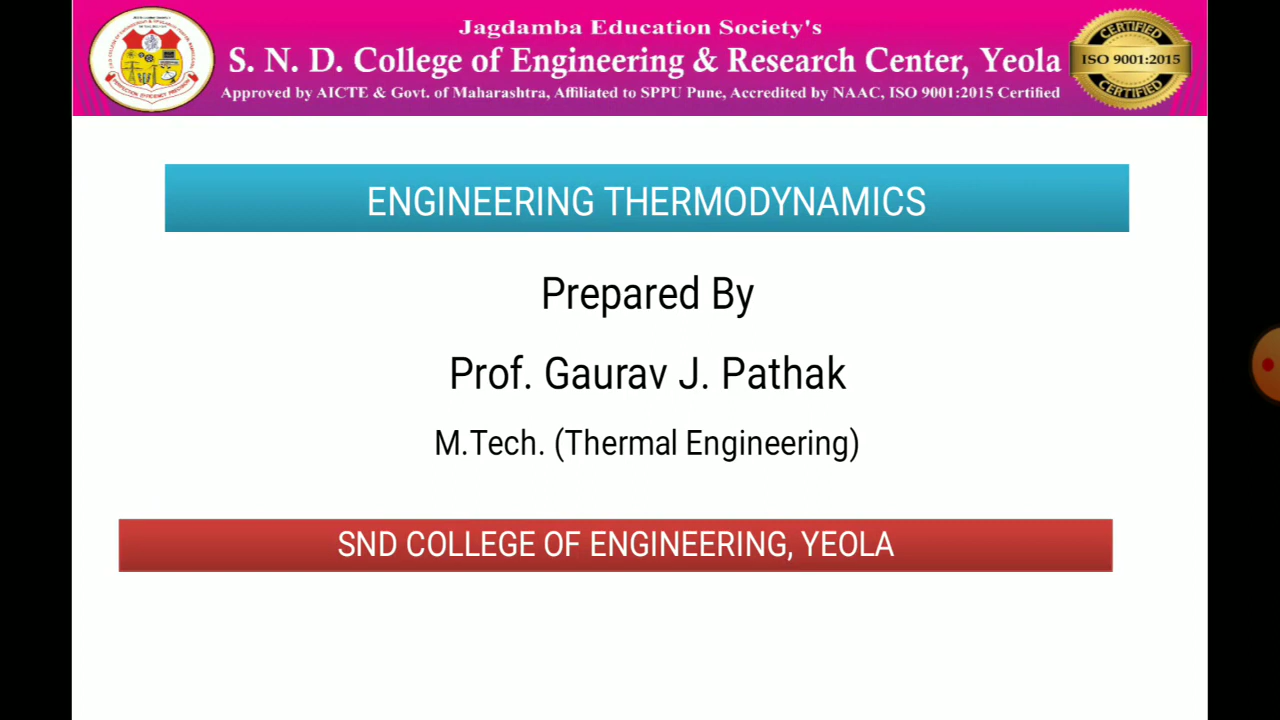 Jagdamba Education Society's
S. N. D. College of Engineering & Research Center, Yeola
Approved by AICTE & Govt. of Maharashtra, Affiliated to SPPU Pune, Accredited by NAAC, ISO 9001:2015 Certified
CERTIFIED
ISO 9001:2015
CERTIFIED
ENGINEERING THERMODYNAMICS
Prepared By
Prof. Gaurav J. Pathak
M.Tech. (Thermal Engineering)
SND COLLEGE OF ENGINEERING, YEOLA